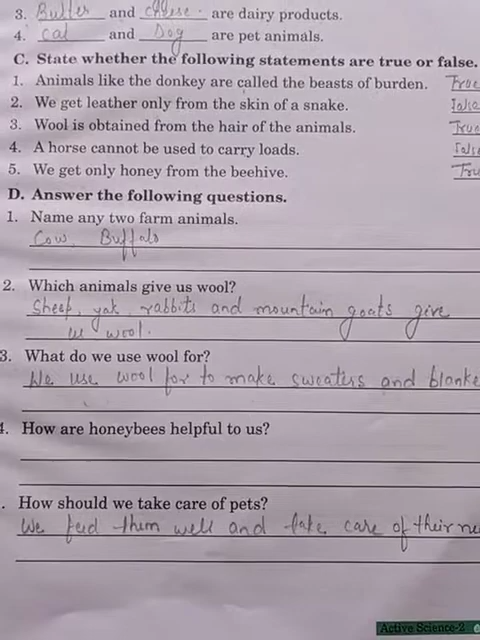 3. Butter and cheese. are dairy products.
4. cat and Dog are pet animals.
C. State whether the following statements are true or false.
1. Animals like the donkey are called the beasts of burden. True
2. We get leather only from the skin of a snake. False
3. Wool is obtained from the hair of the animals. True
4. A horse cannot be used to carry loads. False
5. We get only honey from the beehive. Tru
D. Answer the following questions.
1. Name any two farm animals.
Cow, Buffalo
2. Which animals give us wool?
Sheep, yak, rabbits and mountain goats give
us wool.
3. What do we use wool for?
We use wool for to make sweaters and blanke
4. How are honeybees helpful to us?
. How should we take care of pets?
We feed them well and take care of their ne
Active Science-2